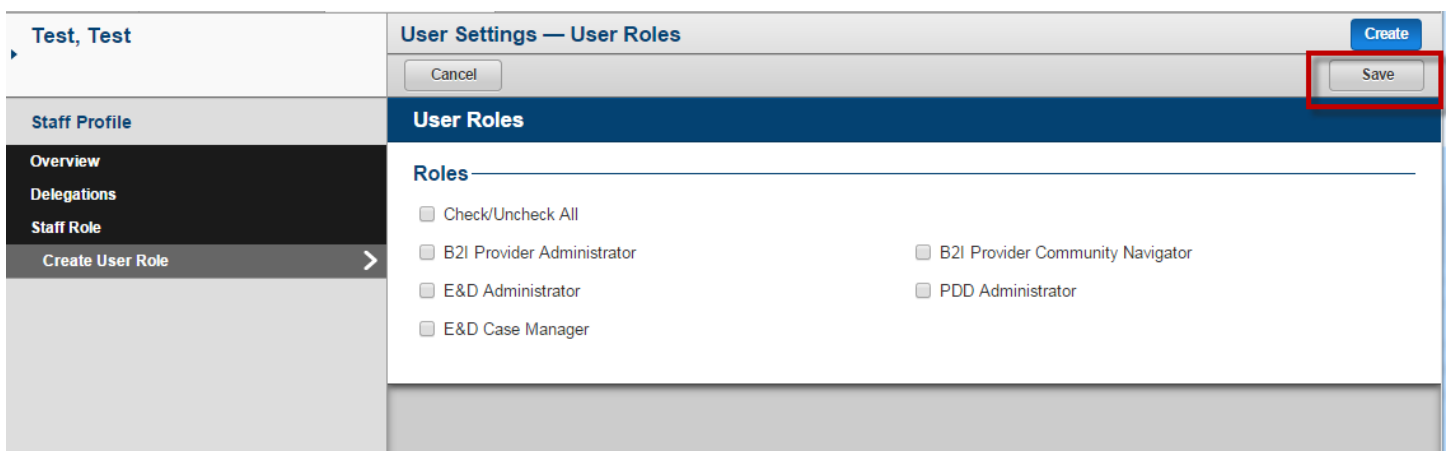 Test, Test
User Settings — User Roles
Create
Cancel
Save
Staff Profile
User Roles
Overview
Delegations
Staff Role
Create User Role
Roles
Check/Uncheck All
B2I Provider Administrator
B2I Provider Community Navigator
E&D Administrator
PDD Administrator
E&D Case Manager